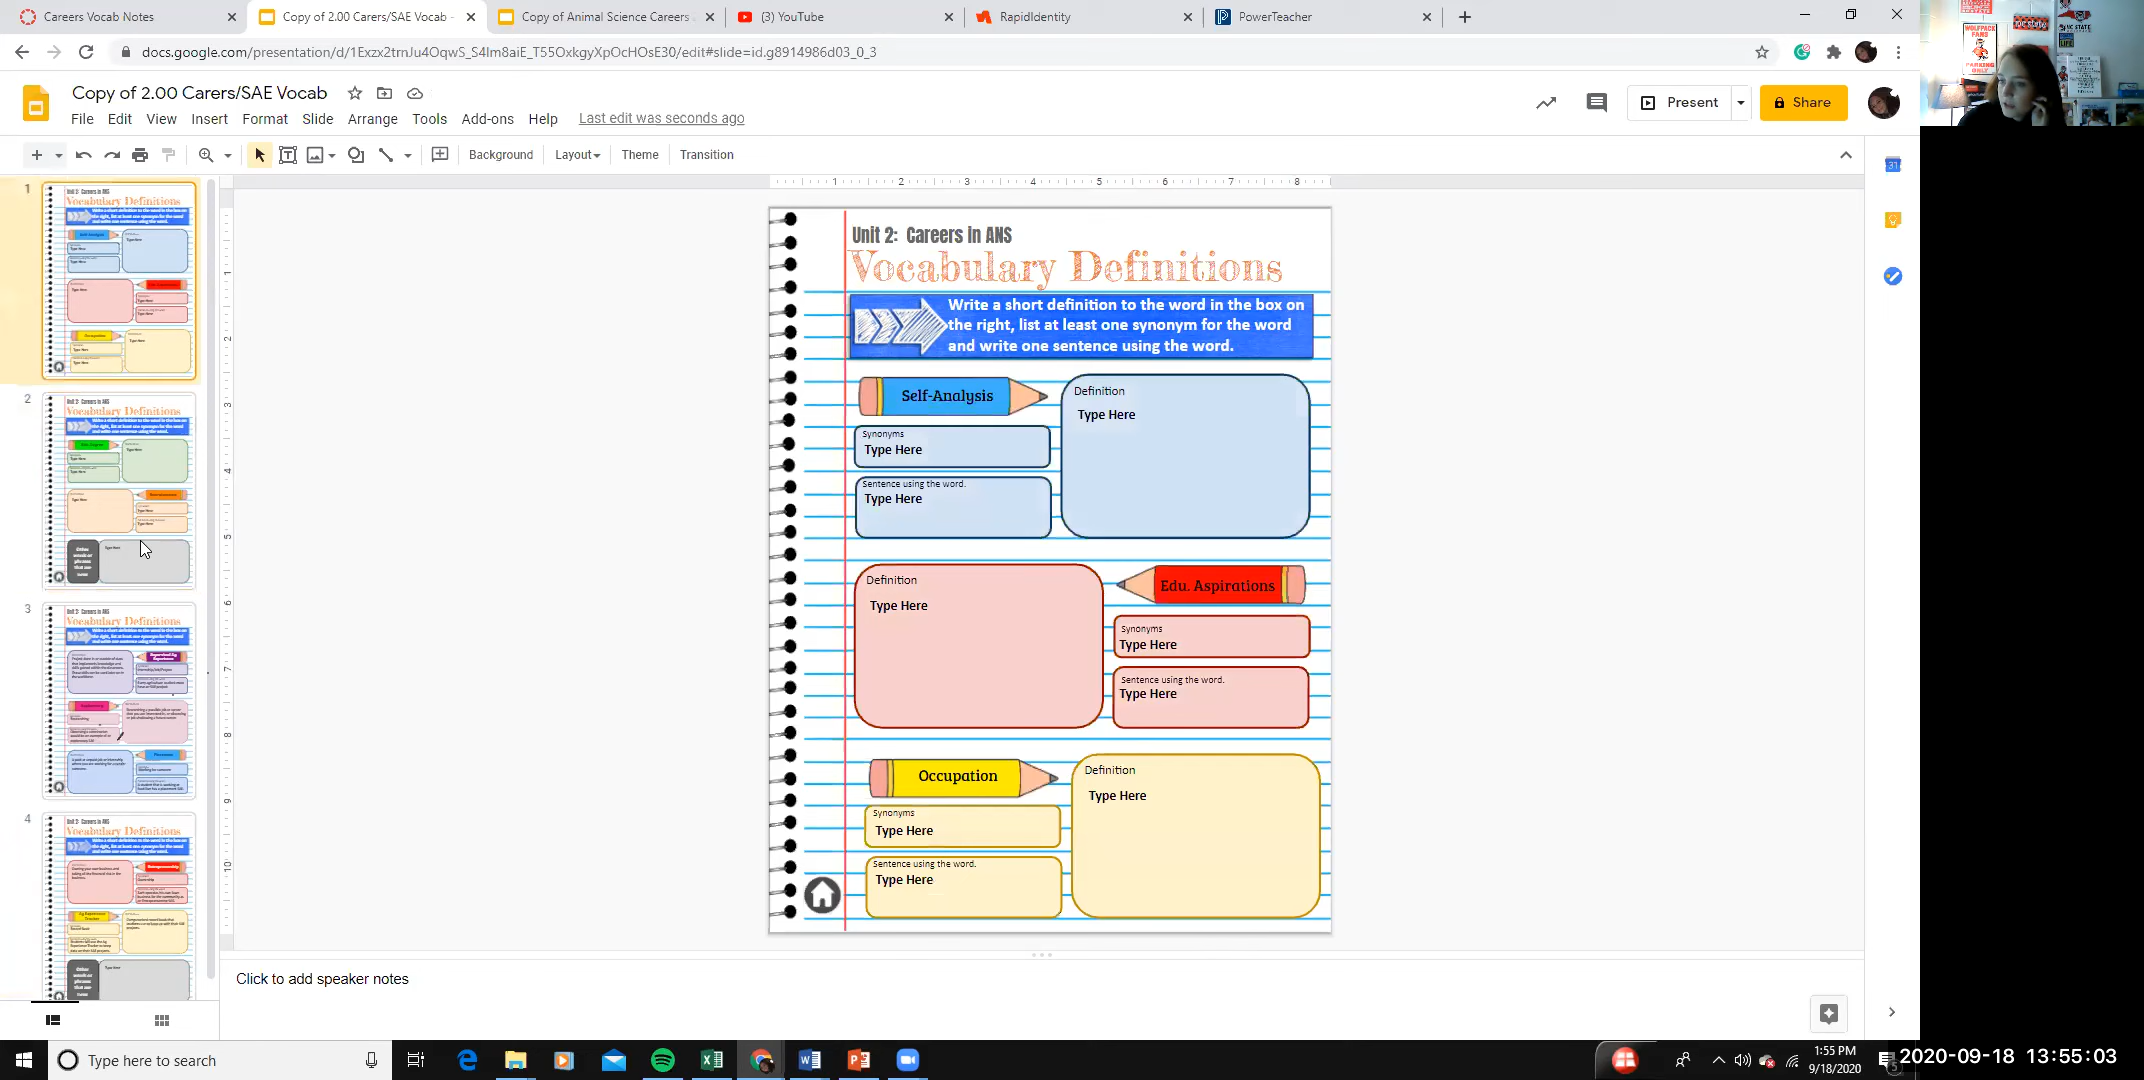 Careers Vocab Notes
Copy of 2.00 Carers/SAE Vocab -
Copy of Animal Science Careers
(3) YouTube
RapidIdentity
PowerTeacher
docs.google.com/presentation/d/1Exzx2trnJu4OqwS_S4Im8aiE_T55OxkgyXpOcHOsE30/edit#slide=id.g8914986d03_0_3
Copy of 2.00 Carers/SAE Vocab
File Edit View Insert Format Slide Arrange Tools Add-ons Help Last edit was seconds ago
Present
Share
Background Layout Theme Transition
Unit 2: Careers in ANS
Vocabulary Definitions
Write a short definition to the word in the box on
the right, list at least one synonym for the word
and write one sentence using the word.
Self-Analysis
Synonyms
Type Here
Sentence using the word.
Type Here
Definition
Type Here
Definition
Type Here
Edu. Aspirations
Synonyms
Type Here
Sentence using the word.
Type Here
Occupation
Synonyms
Type Here
Sentence using the word.
Type Here
Definition
Type Here
1
2
3
4
Click to add speaker notes
Type here to search
1:55 PM
9/18/2020
2020-09-18 13:55:03